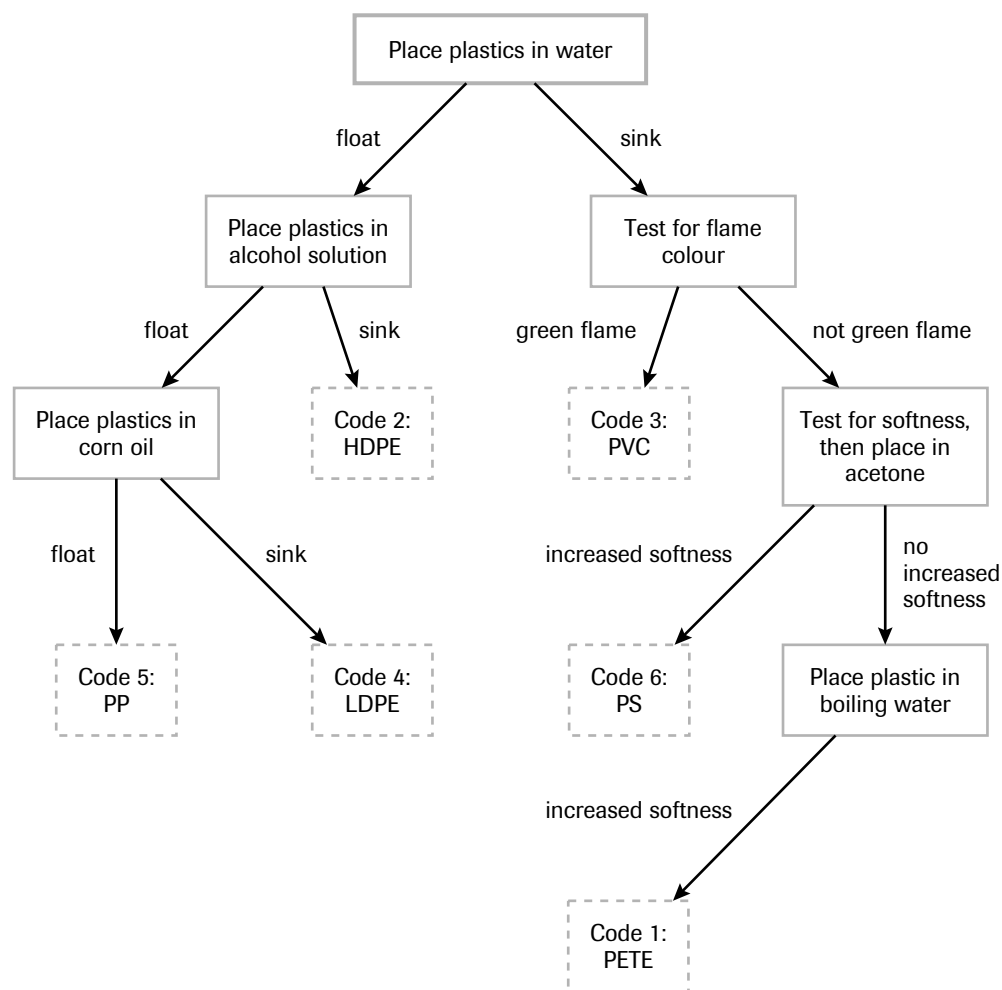 Place plastics in water
float
sink
Place plastics in
alcohol solution
Test for flame
colour
float
sink
green flame
not green flame
Place plastics in
corn oil
Code 2:
HDPE
Code 3:
PVC
Test for softness,
then place in
acetone
float
sink
increased softness
no
increased
softness
Code 5:
PP
Code 4:
LDPE
Code 6:
PS
Place plastic in
boiling water
increased softness
Code 1:
PETE